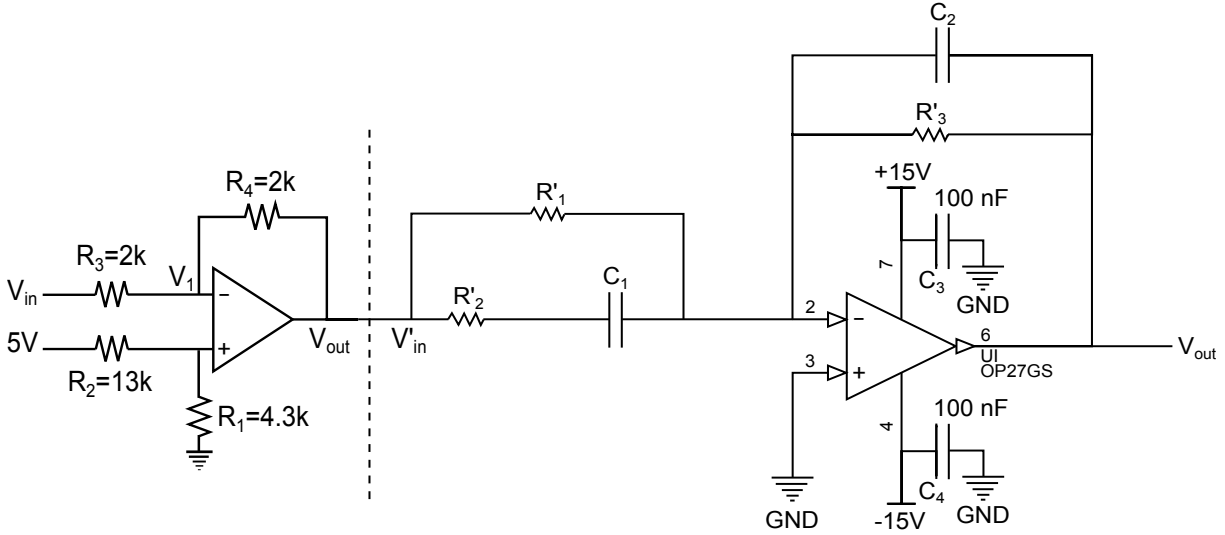 C2
R'3
+15V
100 nF
7
C3
GND
R4=2k
R'1
R3=2k
V1
Vin
−
5V
+
R2=13k
R1=4.3k
Vout
V'in
R'2
C1
2
−
3
+
6
UI
OP27GS
Vout
4
100 nF
C4
GND
-15V
GND